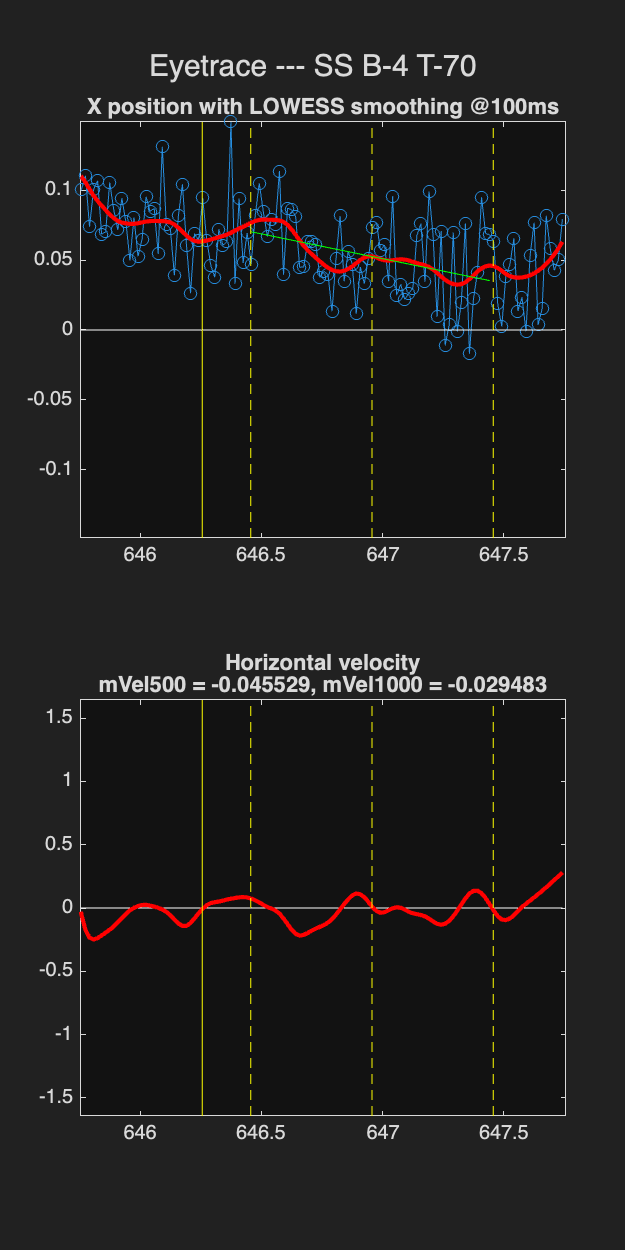 Eyetrace --- SS B-4 T-70
X position with LOWESS smoothing @100ms
0.1
0.05
0
-0.05
-0.1
646 646.5 647 647.5
Horizontal velocity
mVel500 = -0.045529, mVel1000 = -0.029483
1.5
1
0.5
0
-0.5
-1
-1.5
646 646.5 647 647.5